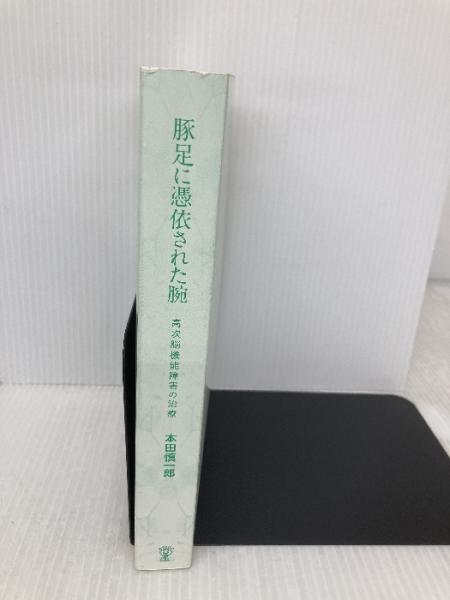 豚足に憑依された腕
高次脳機能障害の治療
本田慎一郎